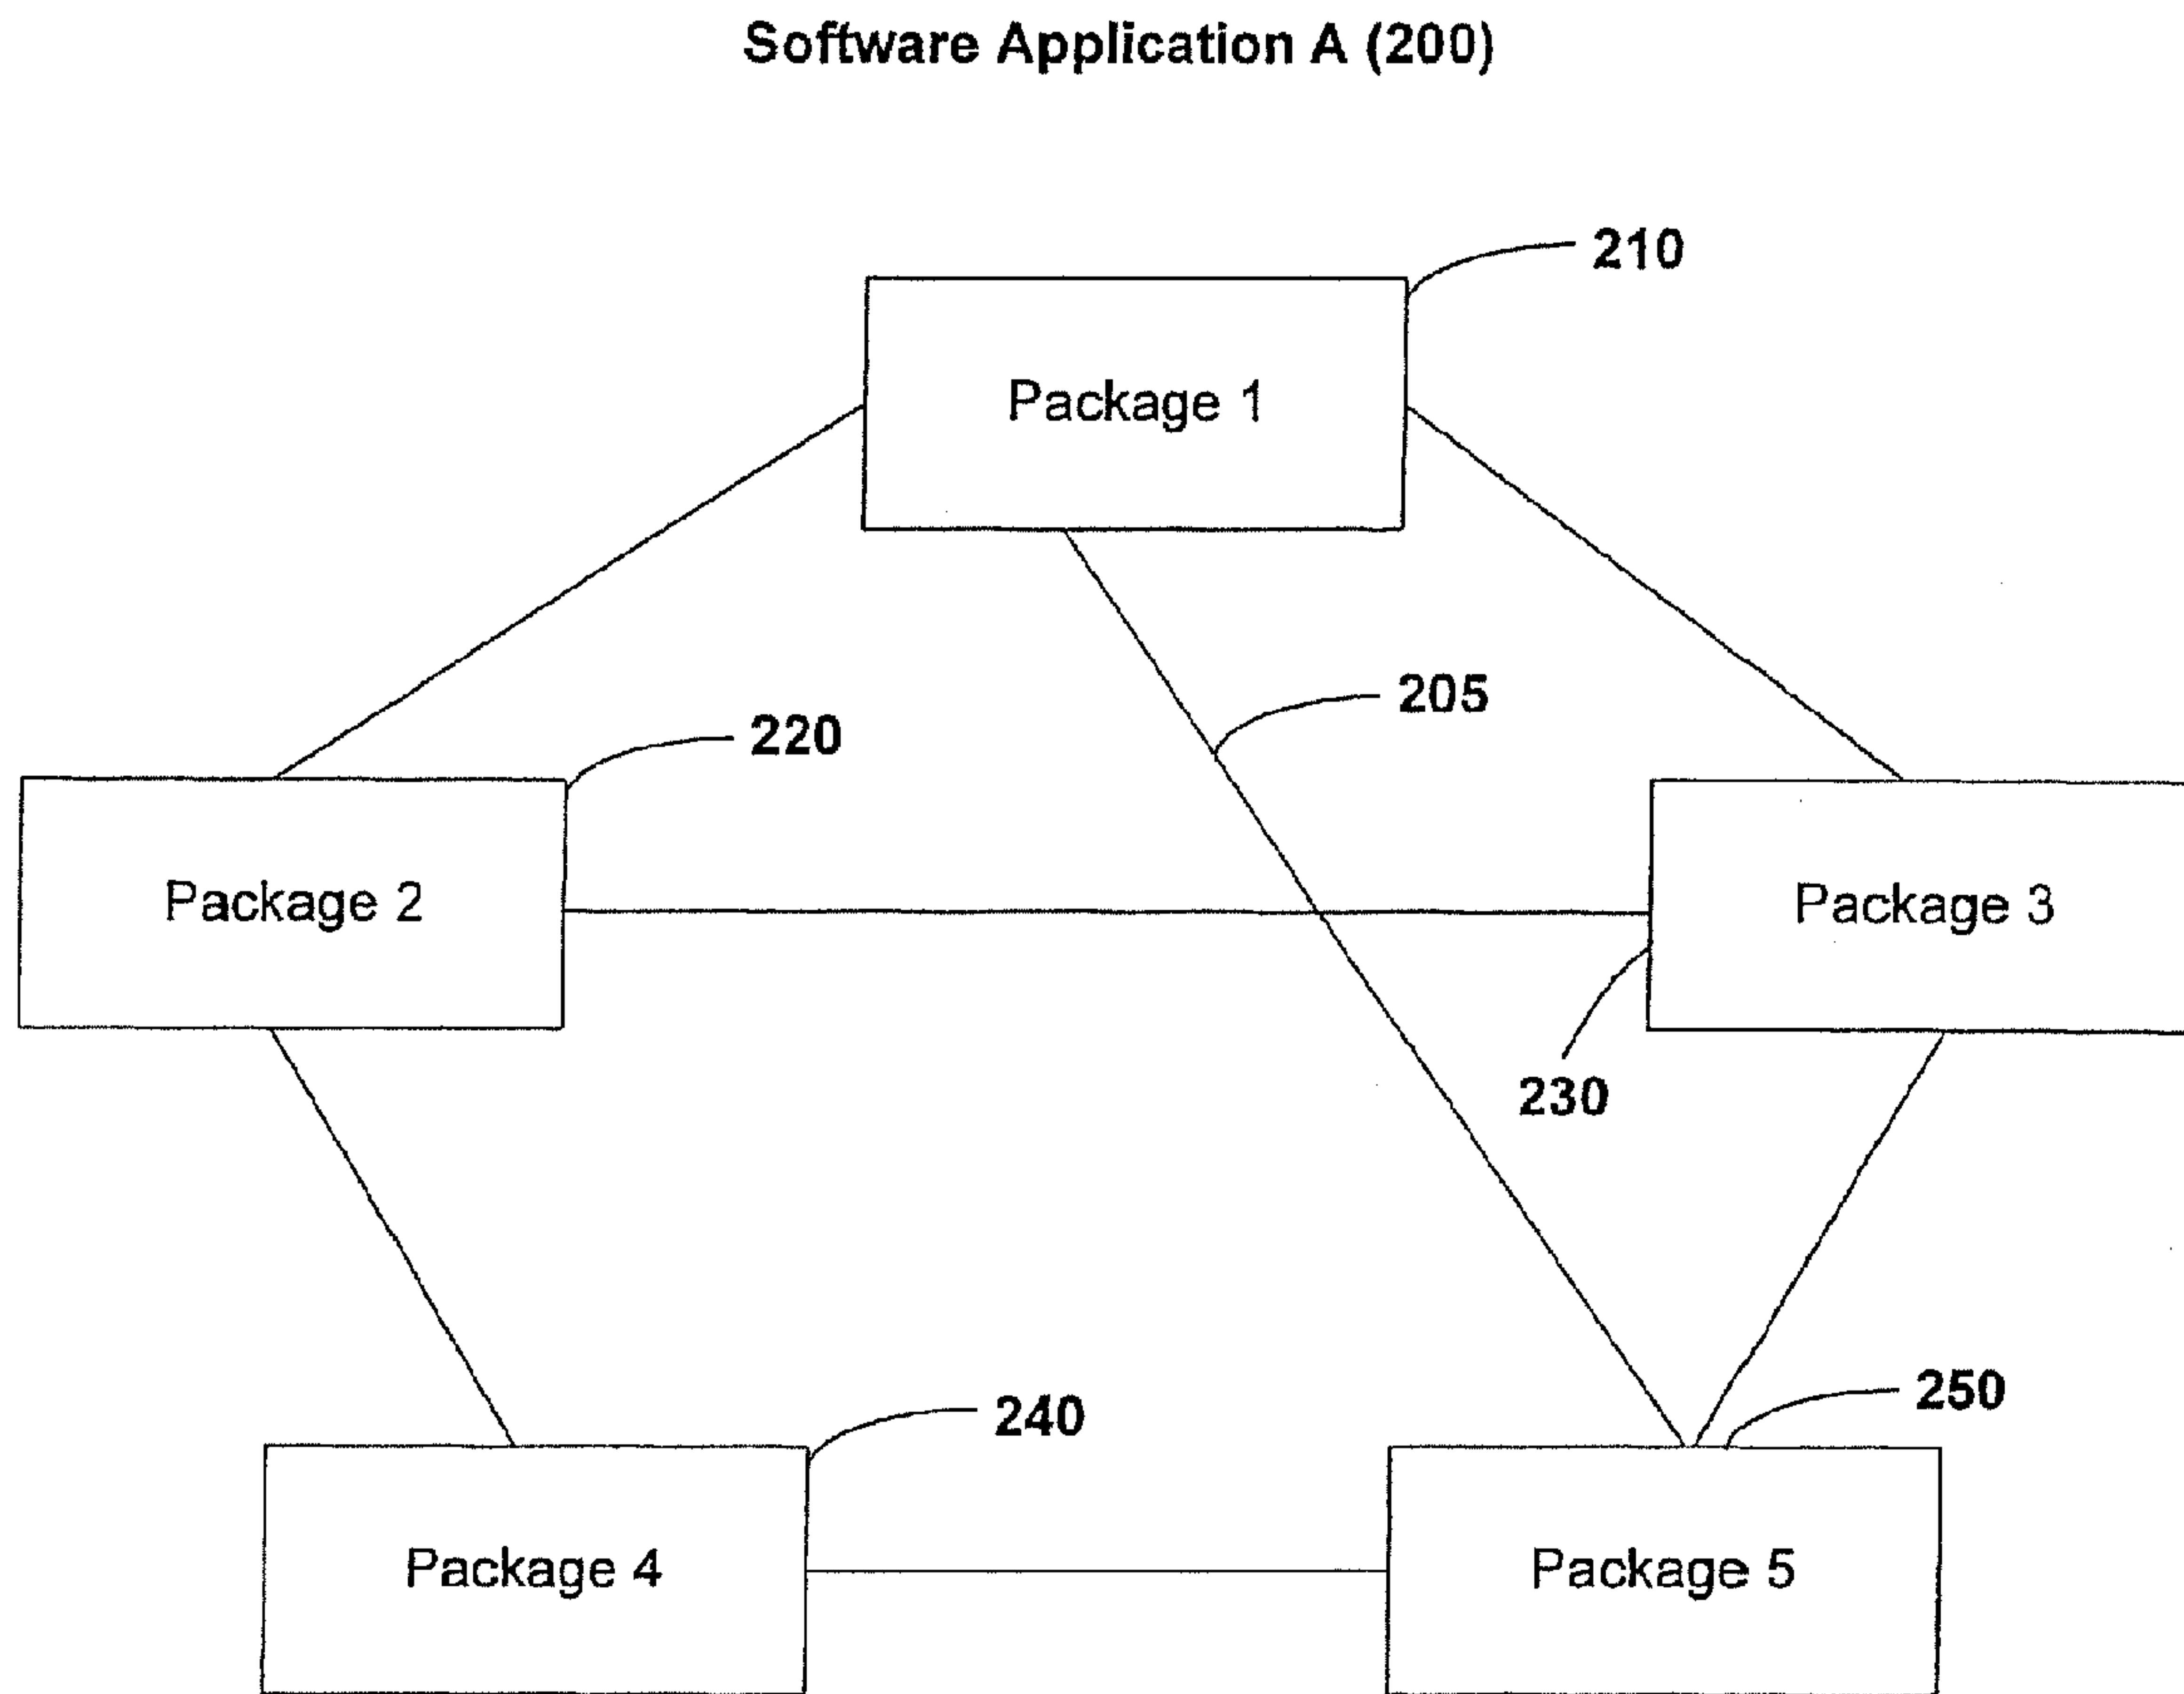 Software Application A (200)
210
Package 1
205
220
Package 2
Package 3
230
240
250
Package 4
Package 5